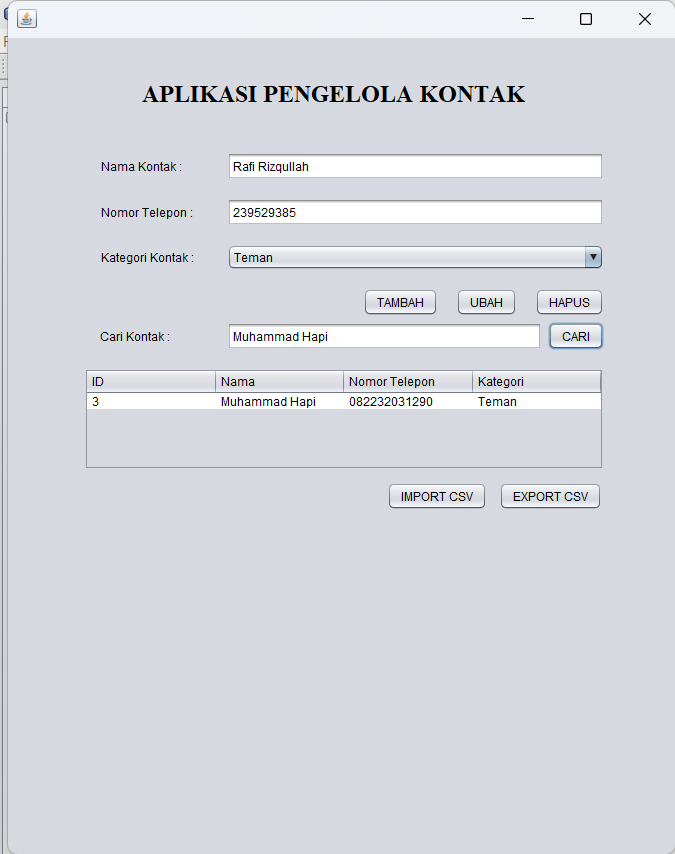 APLIKASI PENGELOLA KONTAK
Nama Kontak : Rafi Rizqullah
Nomor Telepon : 239529385
Kategori Kontak : Teman
TAMBAH UBAH HAPUS
Cari Kontak : Muhammad Hapi CARI
ID Nama Nomor Telepon Kategori
3 Muhammad Hapi 082232031290 Teman
IMPORT CSV EXPORT CSV